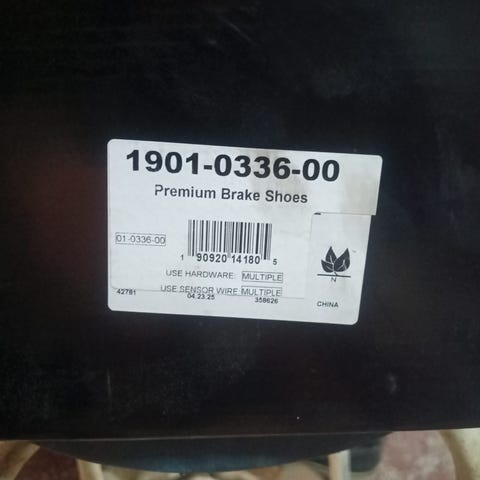 1901-0336-00
Premium Brake Shoes
01-0336-00
1 90920 14180 5
USE HARDWARE: MULTIPLE
USE SENSOR WIRE MULTIPLE
42781 04.23.25 358626
N
CHINA